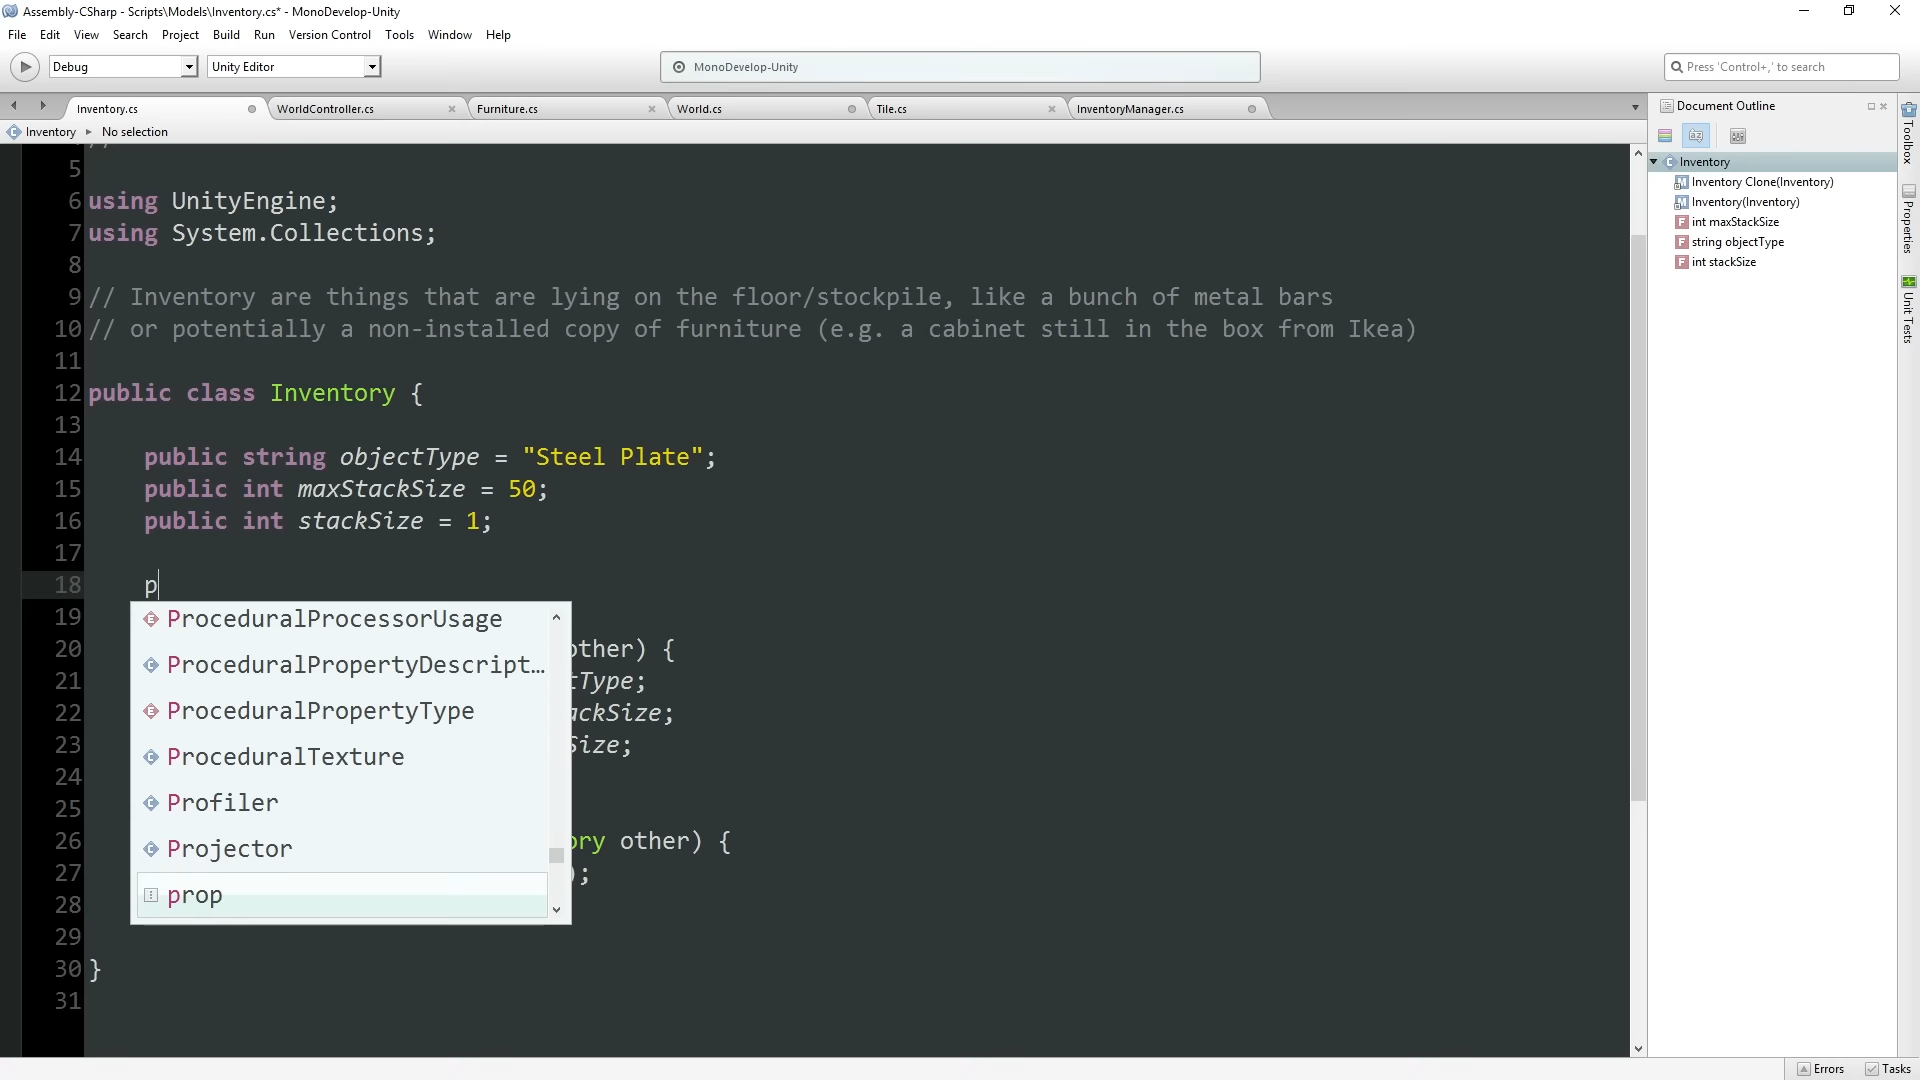 Assembly-CSharp - Scripts\Models\Inventory.cs* - MonoDevelop-Unity
File Edit View Search Project Build Run Version Control Tools Window Help
Debug Unity Editor MonoDevelop-Unity Press 'Control+,' to search
Inventory.cs WorldController.cs Furniture.cs World.cs Tile.cs InventoryManager.cs
Inventory No selection
5
6 using UnityEngine;
7 using System.Collections;
8
9 // Inventory are things that are lying on the floor/stockpile, like a bunch of metal bars
10 // or potentially a non-installed copy of furniture (e.g. a cabinet still in the box from Ikea)
11
12 public class Inventory {
13
14 public string objectType = "Steel Plate";
15 public int maxStackSize = 50;
16 public int stackSize = 1;
17
18 p
19
20 other) {
21 tType;
22 ackSize;
23 Size;
24
25
26 ory other) {
27 );
28
29
30 }
31
ProceduralProcessorUsage
ProceduralPropertyDescript...
ProceduralPropertyType
ProceduralTexture
Profiler
Projector
prop
Document Outline
Inventory
Inventory Clone(Inventory)
Inventory(Inventory)
int maxStackSize
string objectType
int stackSize
Toolbox
Properties
Unit Tests
Errors Tasks